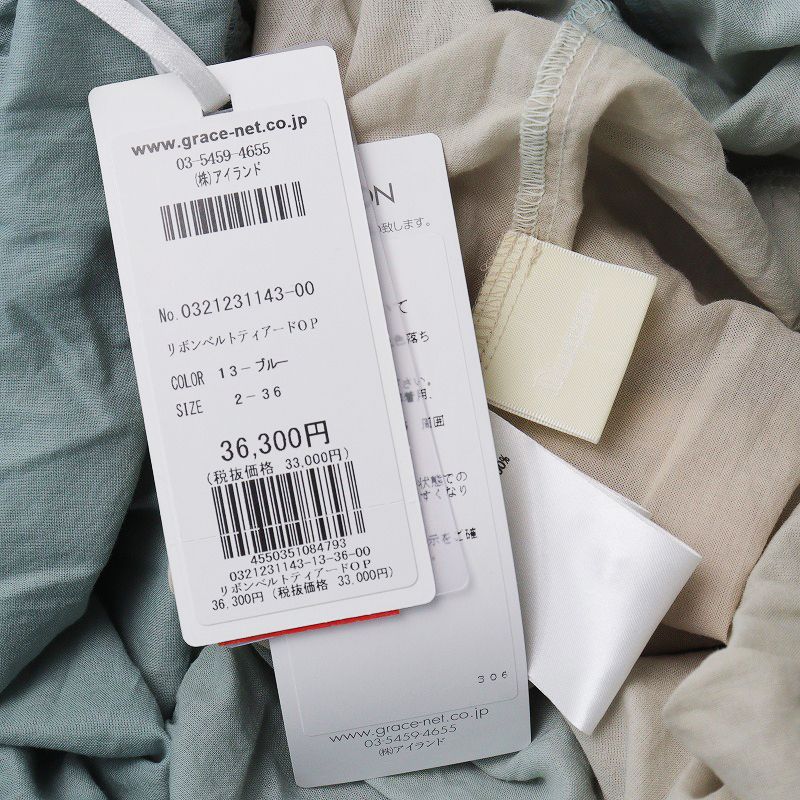 www.grace-net.co.jp
03-5459-4655
(株)アイランド
No.0321231143-00
リボンベルトティアードOP
COLOR 13-ブルー
SIZE 2-36
36,300円
(税抜価格 33,000円)
4550351084793
0321231143-13-36-00
リボンベルトティアードOP
36,300円 (税抜価格 33,000円)
ON
致します。
いて
色落ち
さい。
着用、
周囲
状態での
すくなり
示をご確
306
www.grace-net.co.jp
03-5459-4655
(株)アイランド